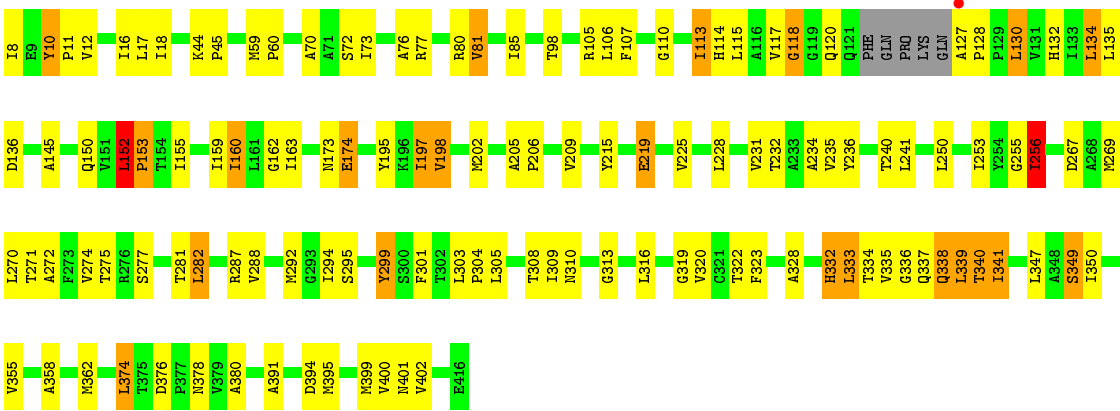 I8 E9 Y10 P11 V12 I16 L17 I18 K44 P45 M59 P60 A70 A71 S72 I73 A76 R77 R80 V81 I85 T98 R105 L106 F107 G110 I113 H114 L115 A116 V117 G118 G119 Q120 Q121 PHE GLN PRO LYS GLN A127 P128 P129 L130 V131 H132 I133 L134 L135
D136 A145 Q150 V151 L152 P153 T154 I155 I159 I160 L161 G162 I163 N173 E174 Y195 K196 I197 V198 M202 A205 P206 V209 Y215 E219 V225 L228 V231 T232 A233 A234 V235 Y236 T240 L241 L250 I253 Y254 G255 I256 D267 A268 M269
L270 T271 A272 F273 V274 T275 R276 S277 T281 L282 R287 V288 M292 G293 I294 S295 Y299 S300 F301 T302 L303 P304 L305 T308 I309 N310 G313 L316 G319 V320 C321 T322 F323 A328 H332 L333 T334 V335 G336 Q337 Q338 L339 T340 I341 L347 A348 S349 I350
V355 A358 M362 L374 T375 D376 P377 N378 V379 A380 A391 D394 M395 M399 V400 N401 V402 E416